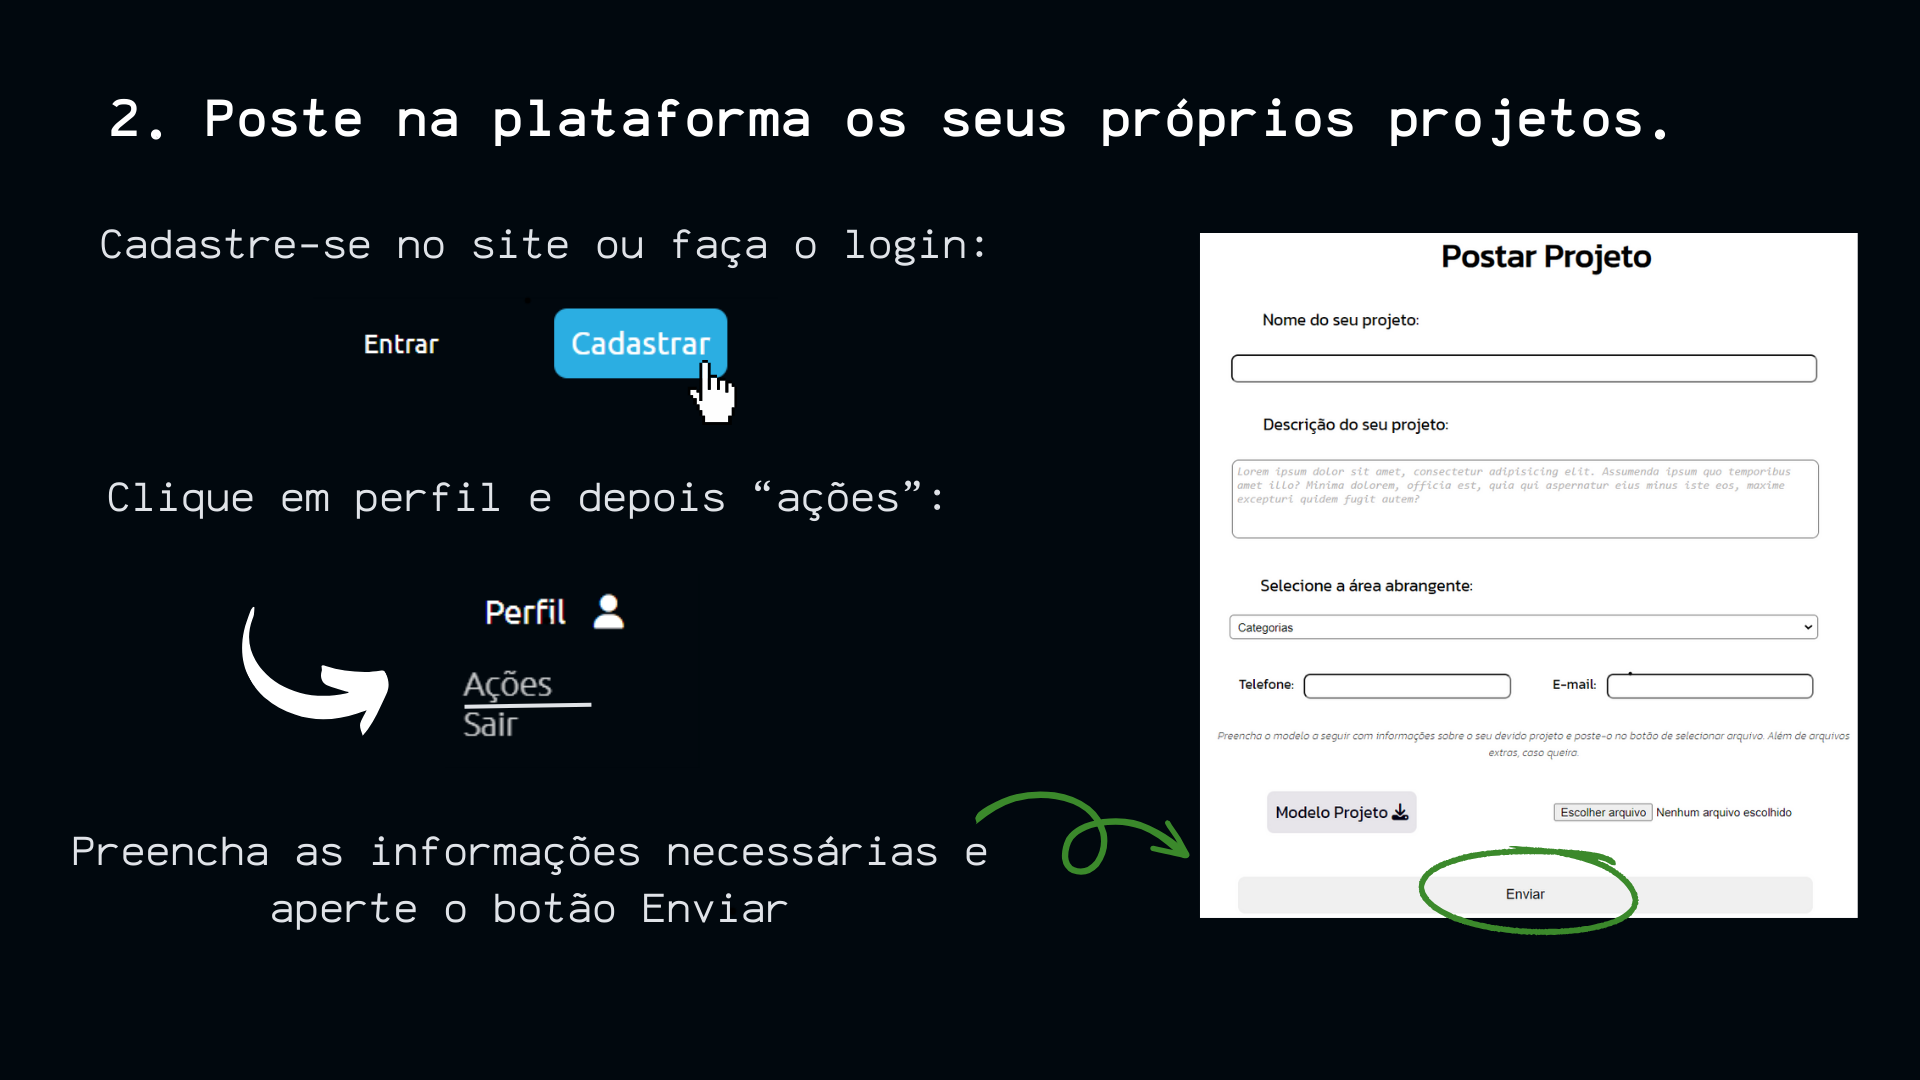 2. Poste na plataforma os seus próprios projetos.
Cadastre-se no site ou faça o login:
Entrar
Cadastrar
Clique em perfil e depois “ações”:
Perfil
Ações
Sair
Preencha as informações necessárias e
aperte o botão Enviar
Postar Projeto
Nome do seu projeto:
Descrição do seu projeto:
Lorem ipsum dolor sit amet, consectetur adipisicing elit. Assumenda ipsum quo temporibus
amet illo? Minima dolorem, officia est, quia qui aspernatur eius minus iste eos, maxime
excepturi quidem fugit autem?
Selecione a área abrangente:
Categorias
Telefone:
E-mail:
Preencha o modelo a seguir com informações sobre o seu devido projeto e poste-o no botão de selecionar arquivo. Além de arquivos
extras, caso queira.
Modelo Projeto
Escolher arquivo Nenhum arquivo escolhido
Enviar